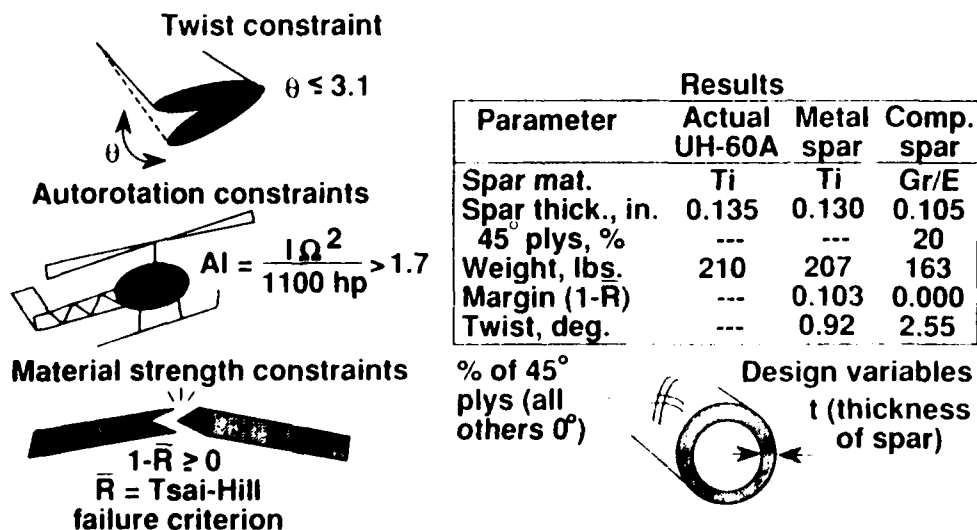 Twist constraint
θ ≤ 3.1
θ
Autorotation constraints
AI = IΩ² / 1100 hp > 1.7
Material strength constraints
1-R̅ ≥ 0
R̅ = Tsai-Hill
failure criterion
Results
Parameter Actual UH-60A Metal spar Comp. spar
Spar mat. Ti Ti Gr/E
Spar thick., in. 0.135 0.130 0.105
45° plys, % --- --- 20
Weight, lbs. 210 207 163
Margin (1-R̅) --- 0.103 0.000
Twist, deg. --- 0.92 2.55
% of 45°
plys (all
others 0°)
Design variables
t (thickness
of spar)